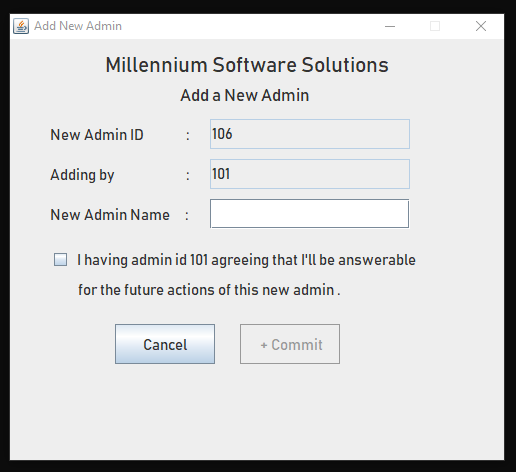 Add New Admin
Millennium Software Solutions
Add a New Admin
New Admin ID : 106
Adding by : 101
New Admin Name :
I having admin id 101 agreeing that I'll be answerable
for the future actions of this new admin .
Cancel + Commit